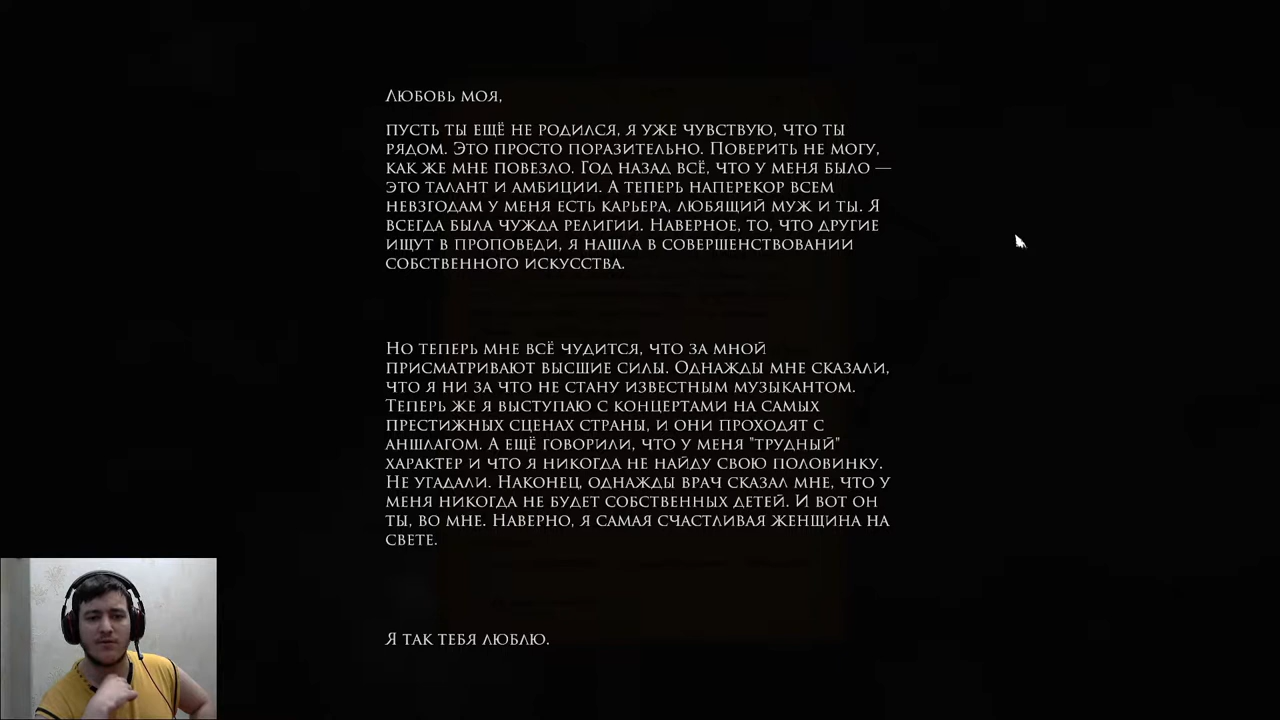 Любовь моя,
пусть ты ещё не родился, я уже чувствую, что ты
рядом. Это просто поразительно. Поверить не могу,
как же мне повезло. Год назад всё, что у меня было —
это талант и амбиции. А теперь наперекор всем
невзгодам у меня есть карьера, любящий муж и ты. Я
всегда была чужда религии. Наверное, то, что другие
ищут в проповеди, я нашла в совершенствовании
собственного искусства.
Но теперь мне всё чудится, что за мной
присматривают высшие силы. Однажды мне сказали,
что я ни за что не стану известным музыкантом.
Теперь же я выступаю с концертами на самых
престижных сценах страны, и они проходят с
аншлагом. А ещё говорили, что у меня "трудный"
характер и что я никогда не найду свою половинку.
Не угадали. Наконец, однажды врач сказал мне, что у
меня никогда не будет собственных детей. И вот он
ты, во мне. Наверно, я самая счастливая женщина на
свете.
Я так тебя люблю.